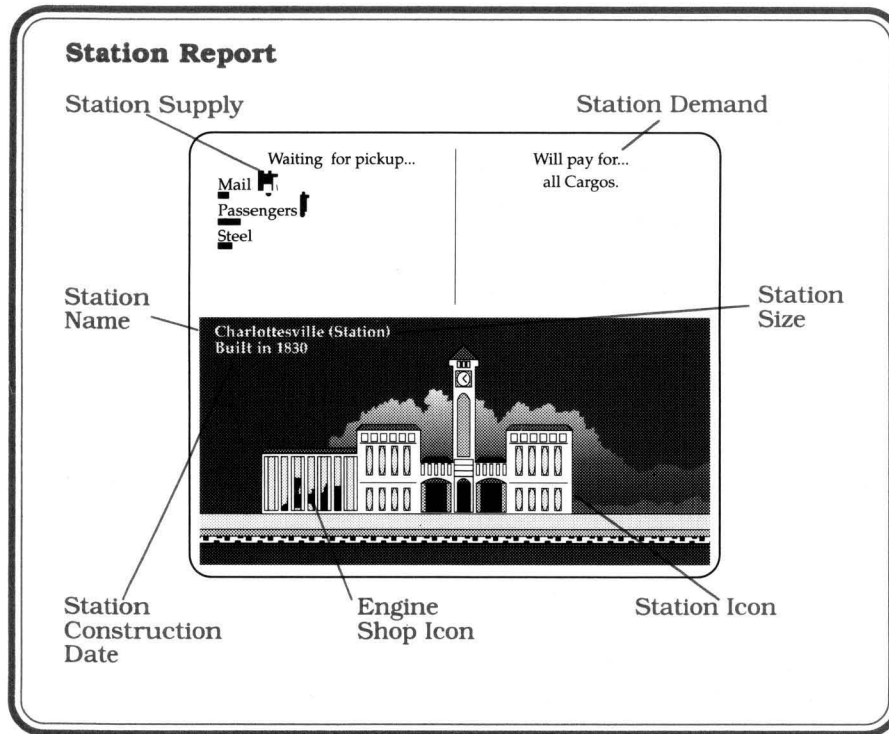 Station Report
Station Supply
Station Demand
Waiting for pickup...
Will pay for...
all Cargos.
Mail
Passengers
Steel
Station
Name
Station
Size
Charlottesville (Station)
Built in 1830
Station
Construction
Date
Engine
Shop Icon
Station Icon